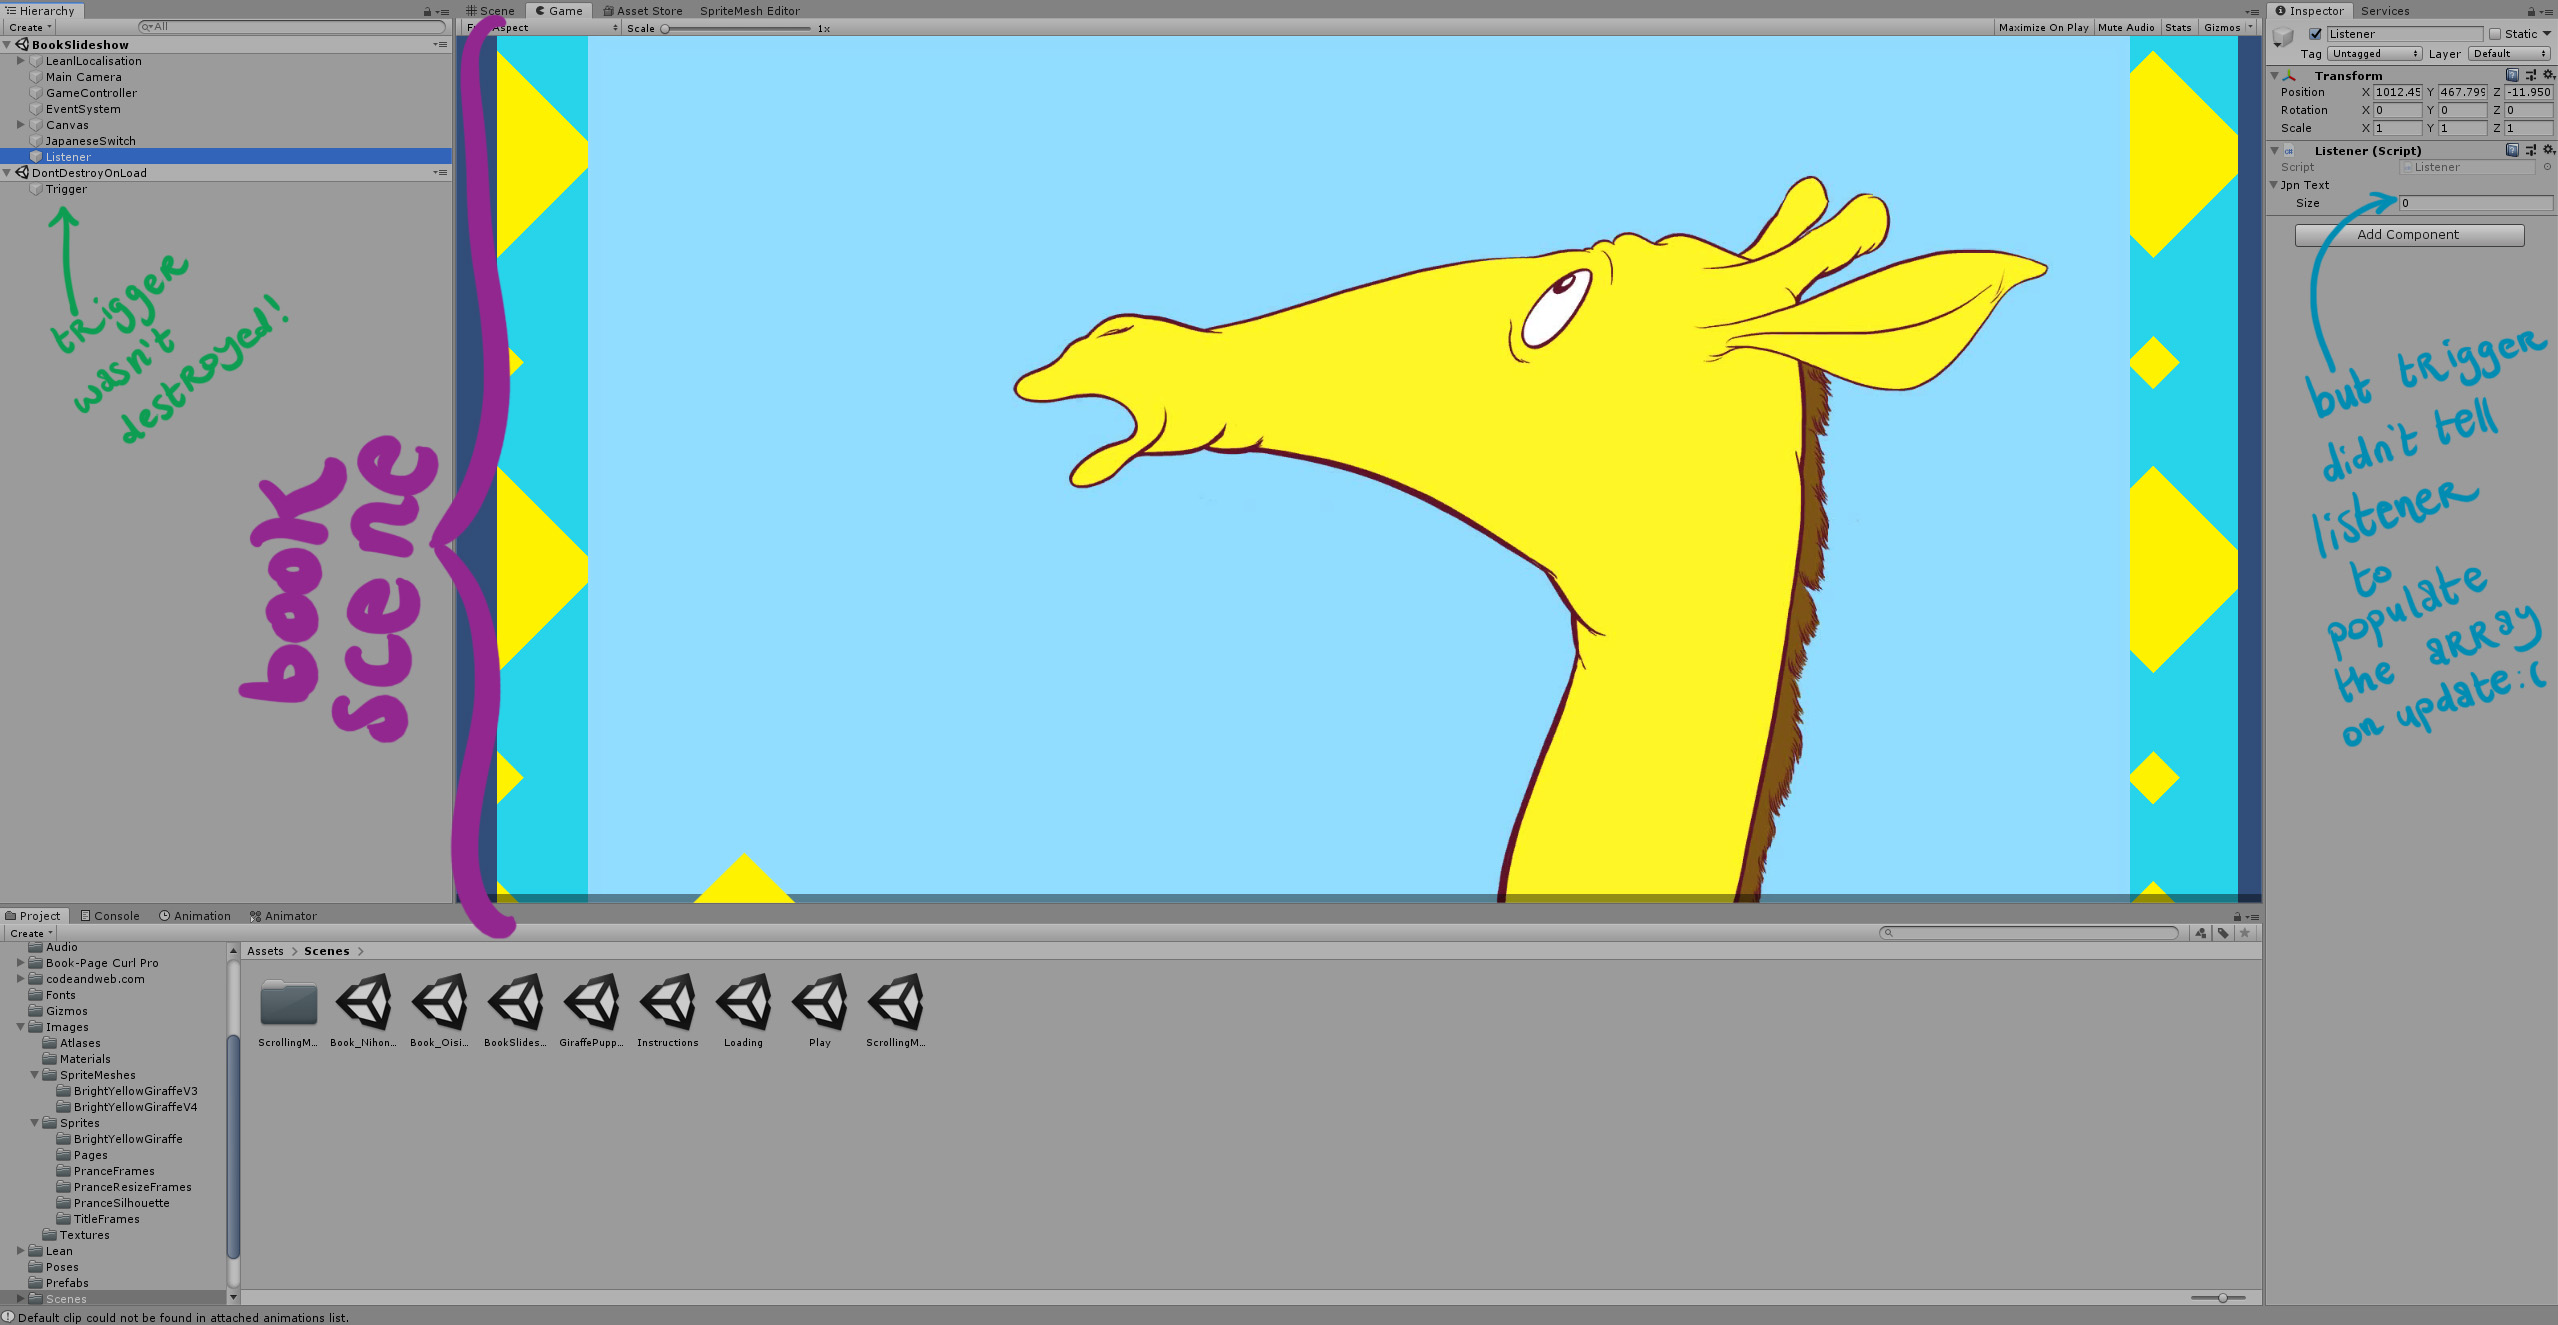 Hierarchy
Create
All
BookSlideshow
LeanlLocalisation
Main Camera
GameController
EventSystem
Canvas
JapaneseSwitch
Listener
DontDestroyOnLoad
Trigger
trigger
wasn't
destroyed!
book
scene
Scene
Game
Asset Store
SpriteMesh Editor
Aspect
Scale
1x
Maximize On Play
Mute Audio
Stats
Gizmos
Inspector
Services
Listener
Static
Tag
Untagged
Layer
Default
Transform
Position X 1012.45 Y 467.799 Z -11.950
Rotation X 0 Y 0 Z 0
Scale X 1 Y 1 Z 1
Listener (Script)
Script
Listener
Jpn Text
Size
0
Add Component
but trigger
didn't tell
listener
to
populate
the array
on update:(
Project
Console
Animation
Animator
Create
Audio
Book-Page Curl Pro
codeandweb.com
Fonts
Gizmos
Images
Atlases
Materials
SpriteMeshes
BrightYellowGiraffeV3
BrightYellowGiraffeV4
Sprites
BrightYellowGiraffe
Pages
PranceFrames
PranceResizeFrames
PranceSilhouette
TitleFrames
Textures
Lean
Poses
Prefabs
Scenes
Assets > Scenes >
ScrollingM...
Book_Nihon...
Book_Oisi...
BookSlides...
GiraffePupp...
Instructions
Loading
Play
ScrollingM...
Default clip could not be found in attached animations list.